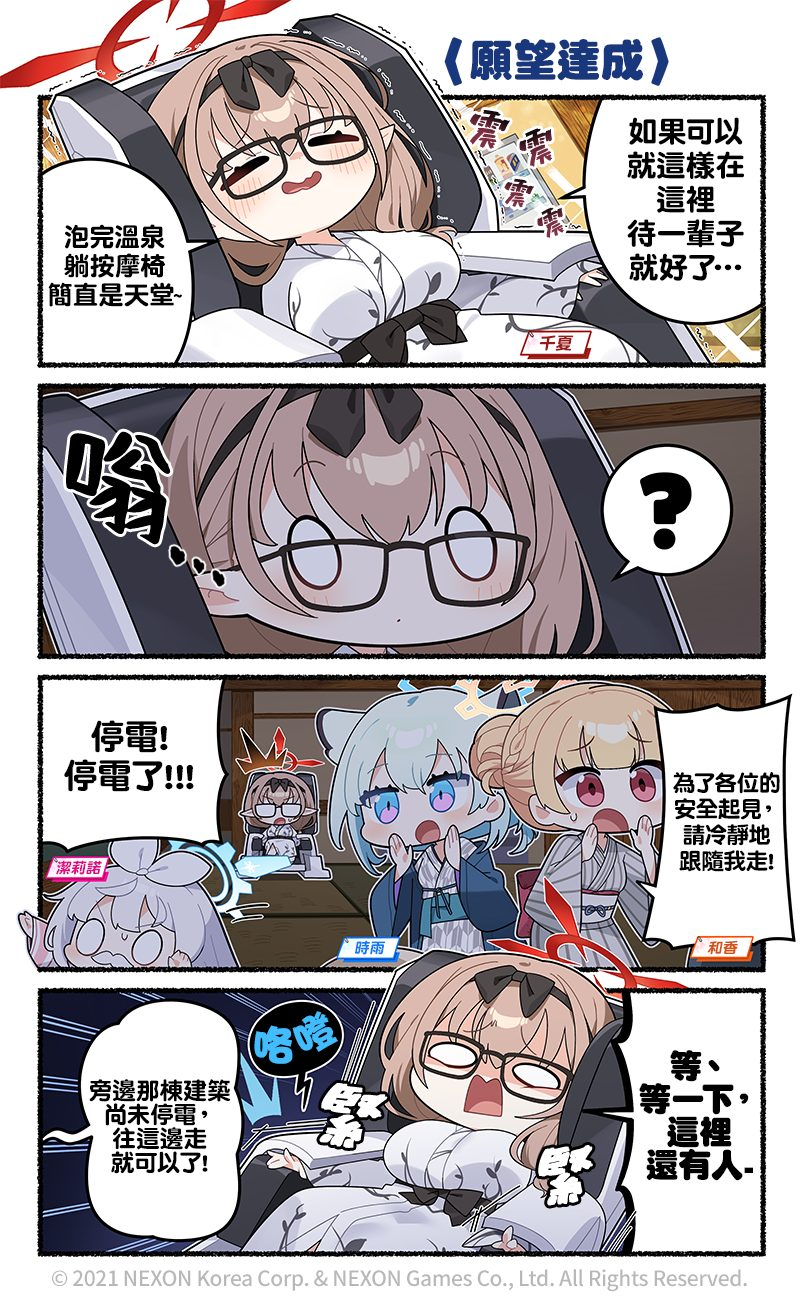 《願望達成》
如果可以
就這樣在
這裡
待一輩子
就好了…
震
震
震
震
泡完溫泉
躺按摩椅
簡直是天堂~
千夏
嗡…
?
為了各位的
安全起見，
請冷靜地
跟隨我走!
停電!
停電了!!!
潔莉諾
時雨
和香
等、
等一下，
這裡
還有人-
咯噔
緊
緊
旁邊那棟建築
尚未停電，
往這邊走
就可以了!
© 2021 NEXON Korea Corp. & NEXON Games Co., Ltd. All Rights Reserved.